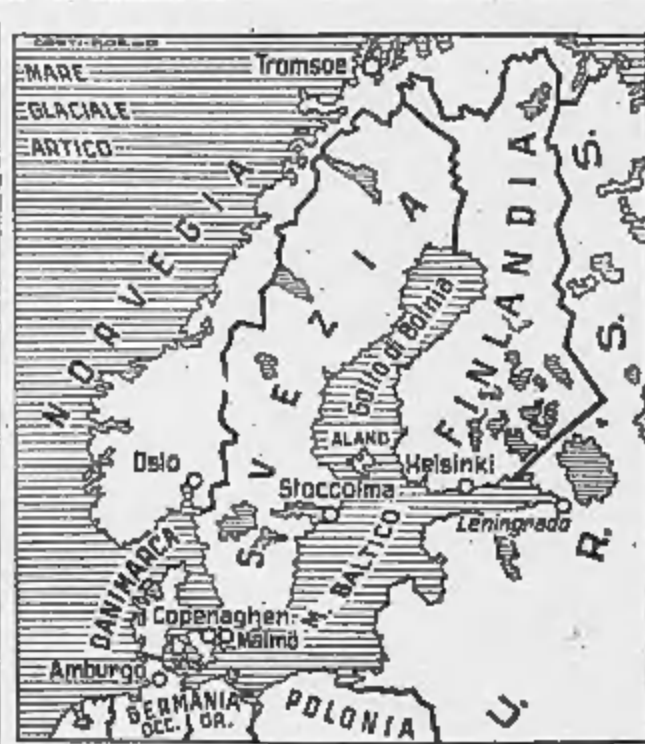 MARE
GLACIALE
ARTICO
Tromsoe
NORVEGIA
SVEZIA
FINLANDIA
U.R.S.S.
Golfo di Botnia
ALAND
Oslo
Helsinki
Stoccolma
Leningrado
M. BALTICO
DANIMARCA
Copenaghen
Malmö
Amburgo
GERMANIA
OCC. OR.
POLONIA